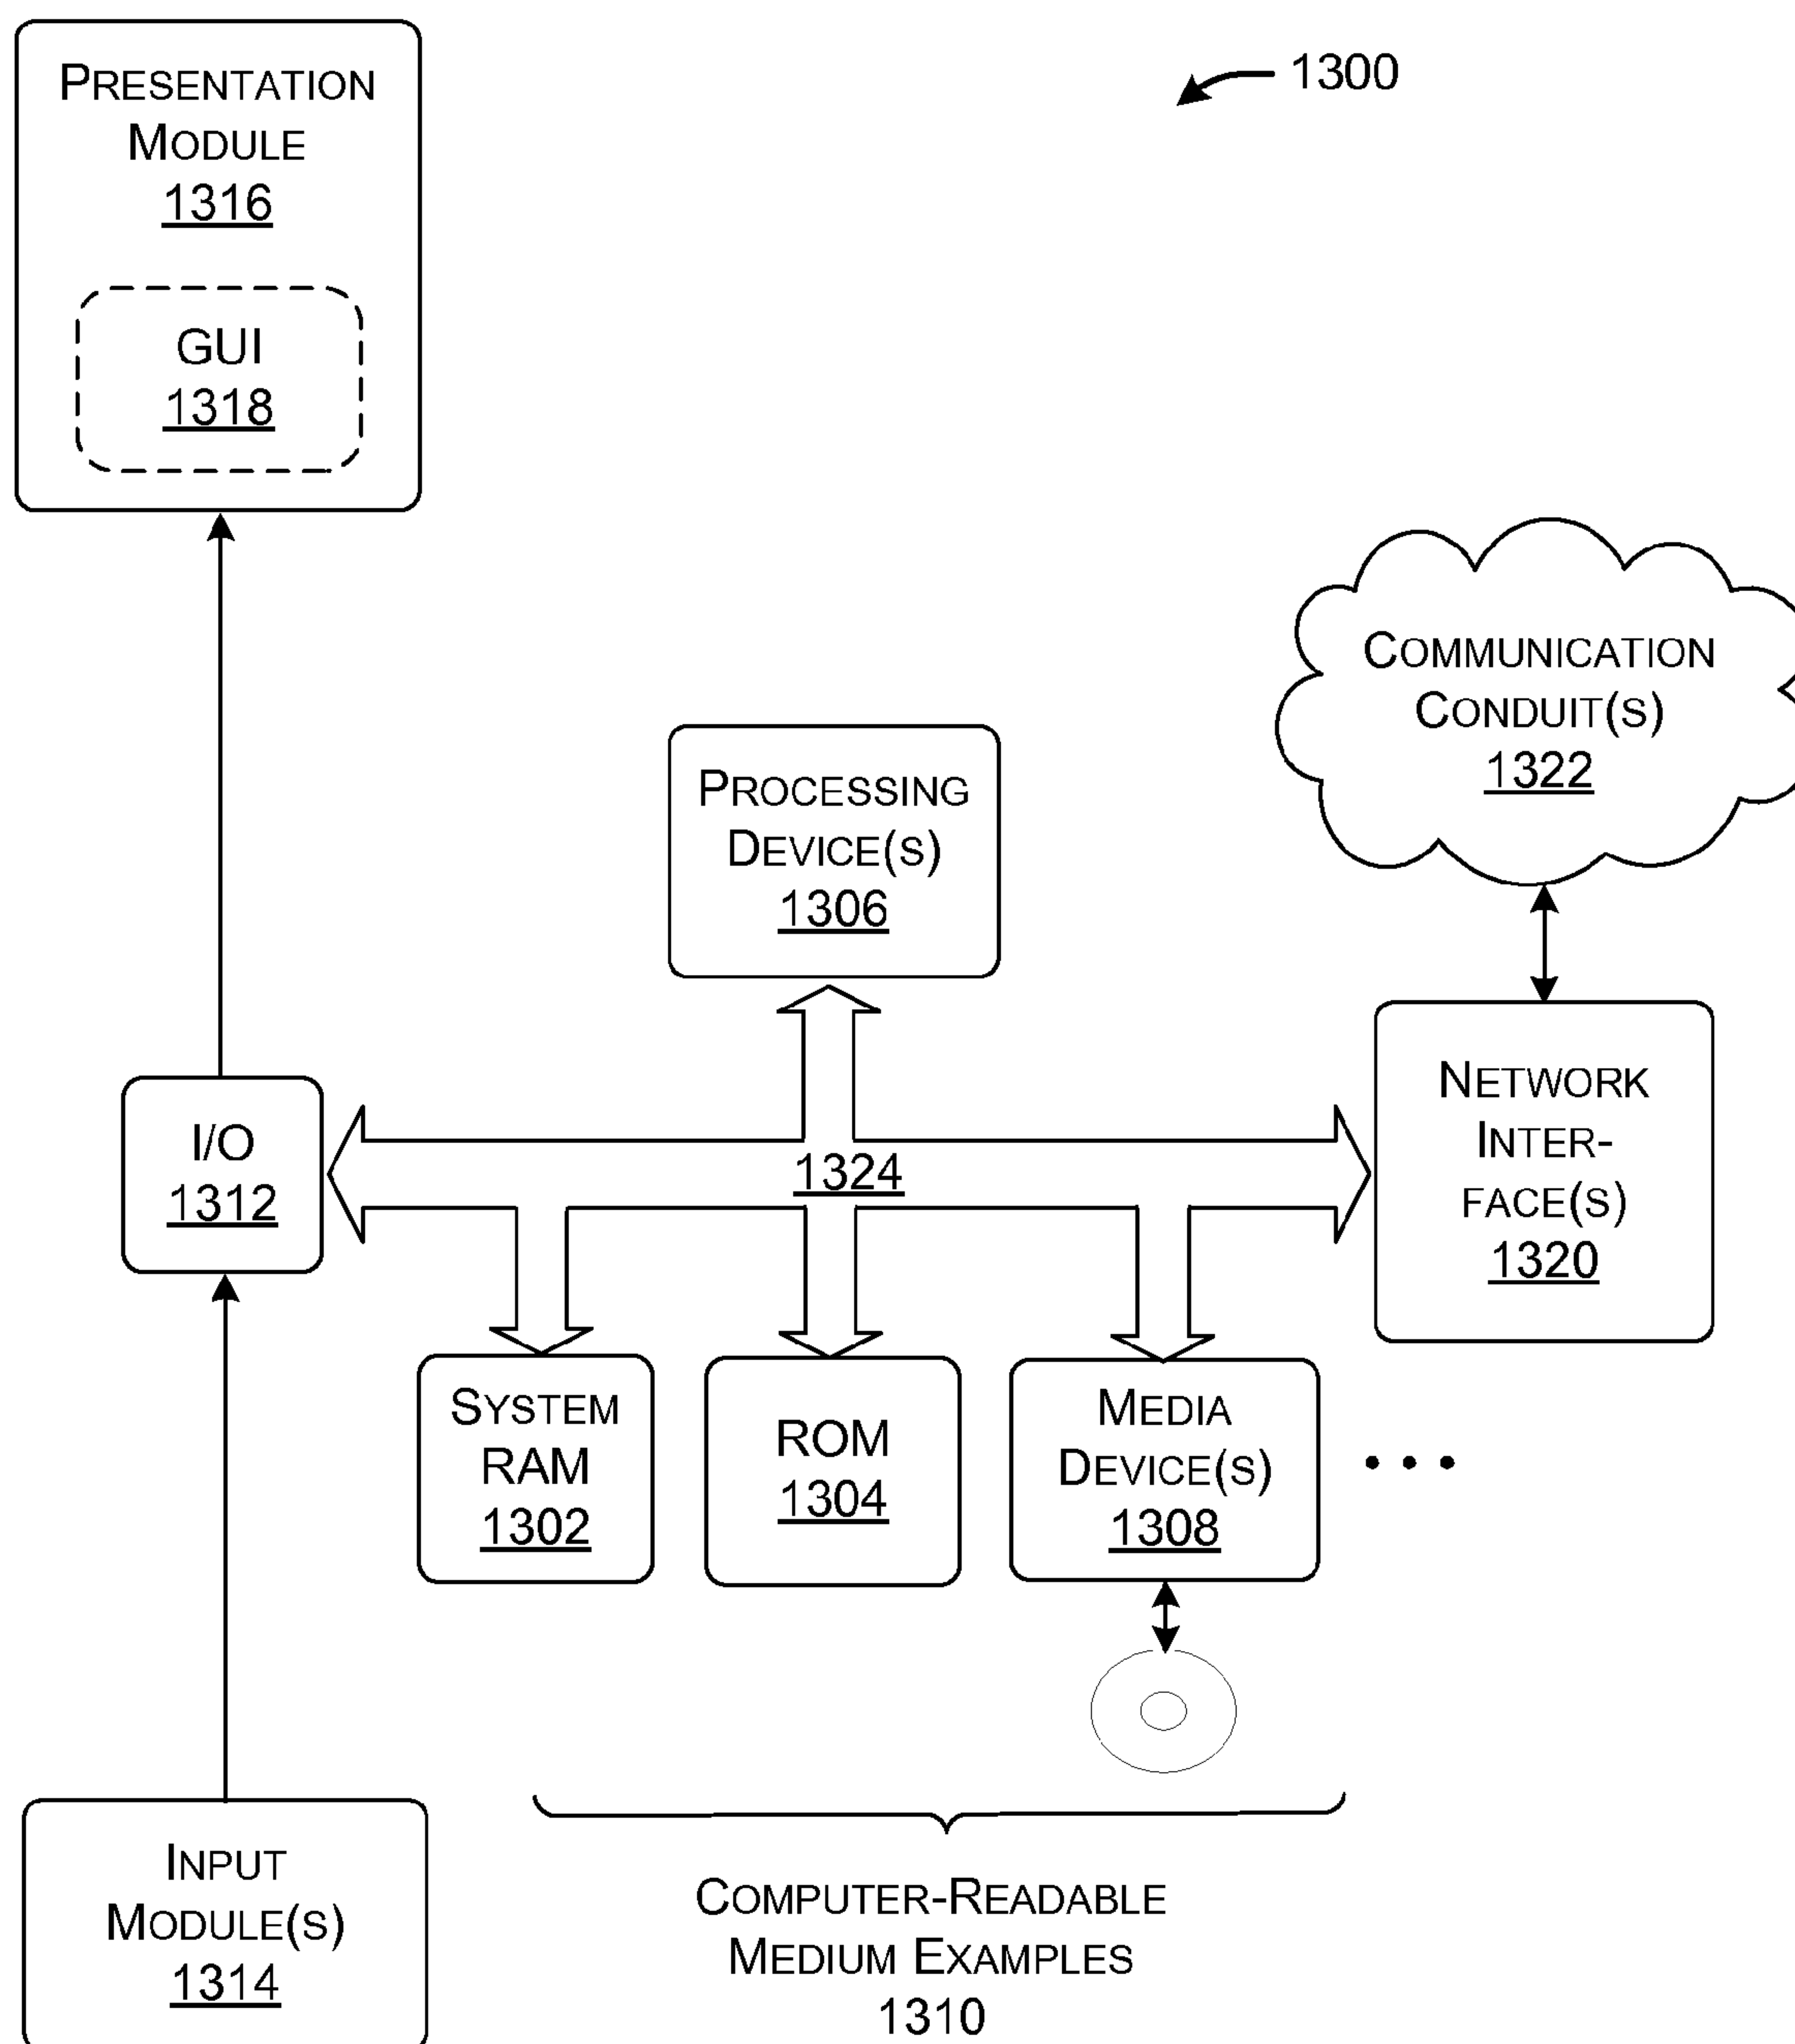 PRESENTATION
MODULE
1316
GUI
1318
1300
COMMUNICATION
CONDUIT(S)
1322
PROCESSING
DEVICE(S)
1306
I/O
1312
1324
NETWORK
INTER-
FACE(S)
1320
SYSTEM
RAM
1302
ROM
1304
MEDIA
DEVICE(S)
1308
• • •
INPUT
MODULE(S)
1314
COMPUTER-READABLE
MEDIUM EXAMPLES
1310